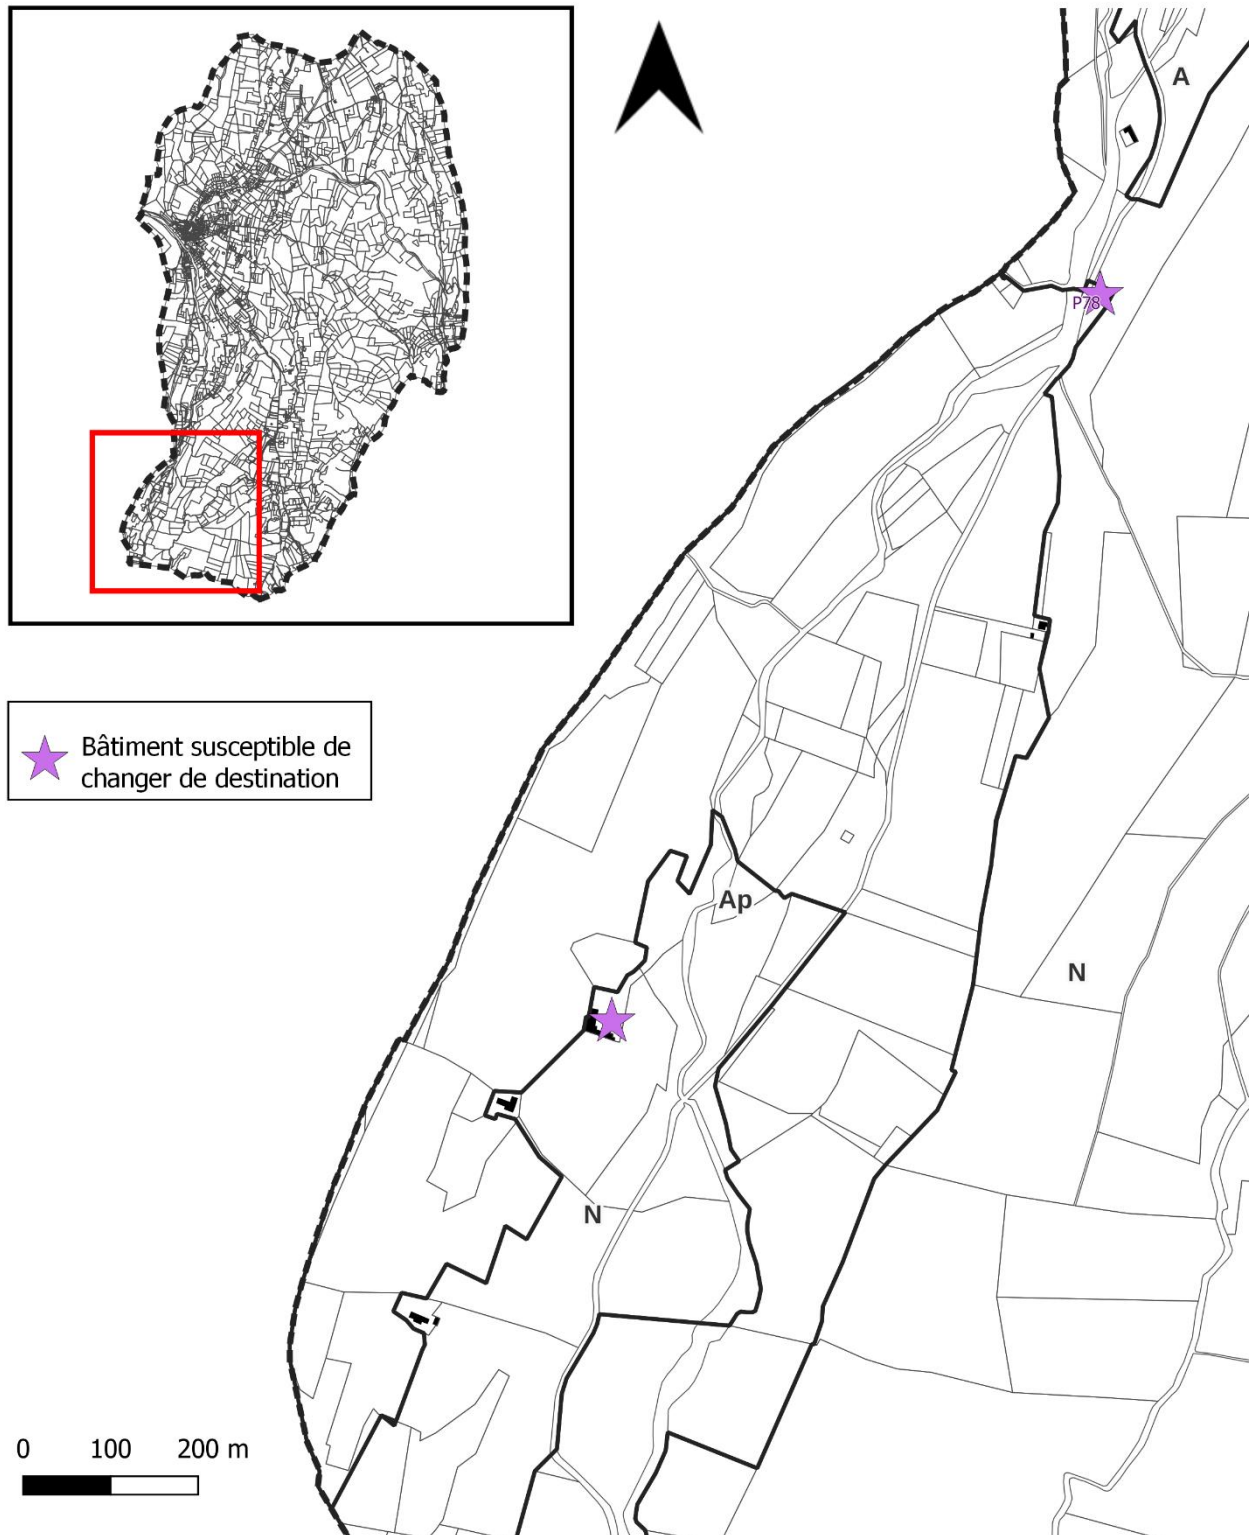 A
P78
Bâtiment susceptible de
changer de destination
Ap
N
N
0 100 200 m